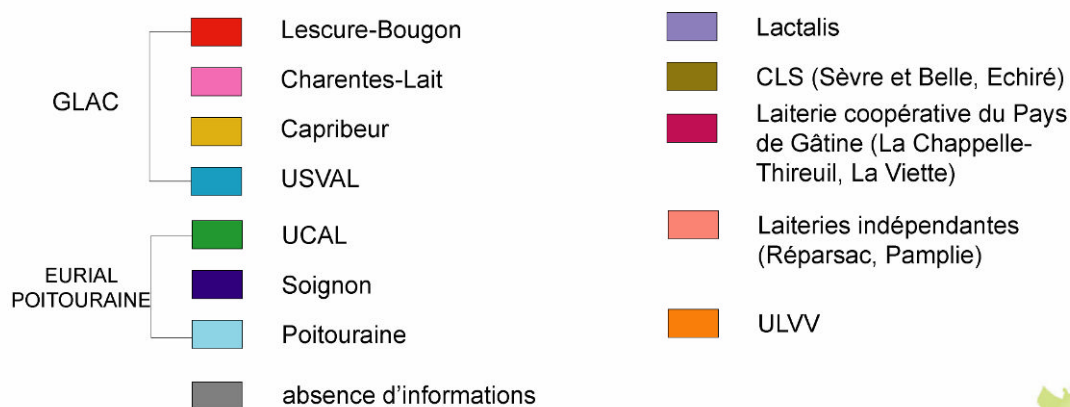 GLAC
Lescure-Bougon
Charentes-Lait
Capribeur
USVAL
EURIAL
POITOURAINE
UCAL
Soignon
Poitouraine
absence d'informations
Lactalis
CLS (Sèvre et Belle, Echiré)
Laiterie coopérative du Pays
de Gâtine (La Chappelle-
Thireuil, La Viette)
Laiteries indépendantes
(Réparsac, Pamplie)
ULVV